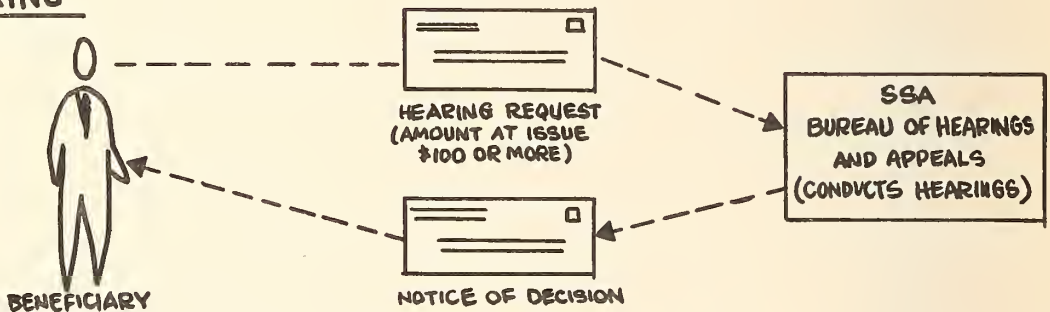 HEARING REQUEST
(AMOUNT AT ISSUE
$100 OR MORE)
SSA
BUREAU OF HEARINGS
AND APPEALS
(CONDUCTS HEARINGS)
BENEFICIARY
NOTICE OF DECISION